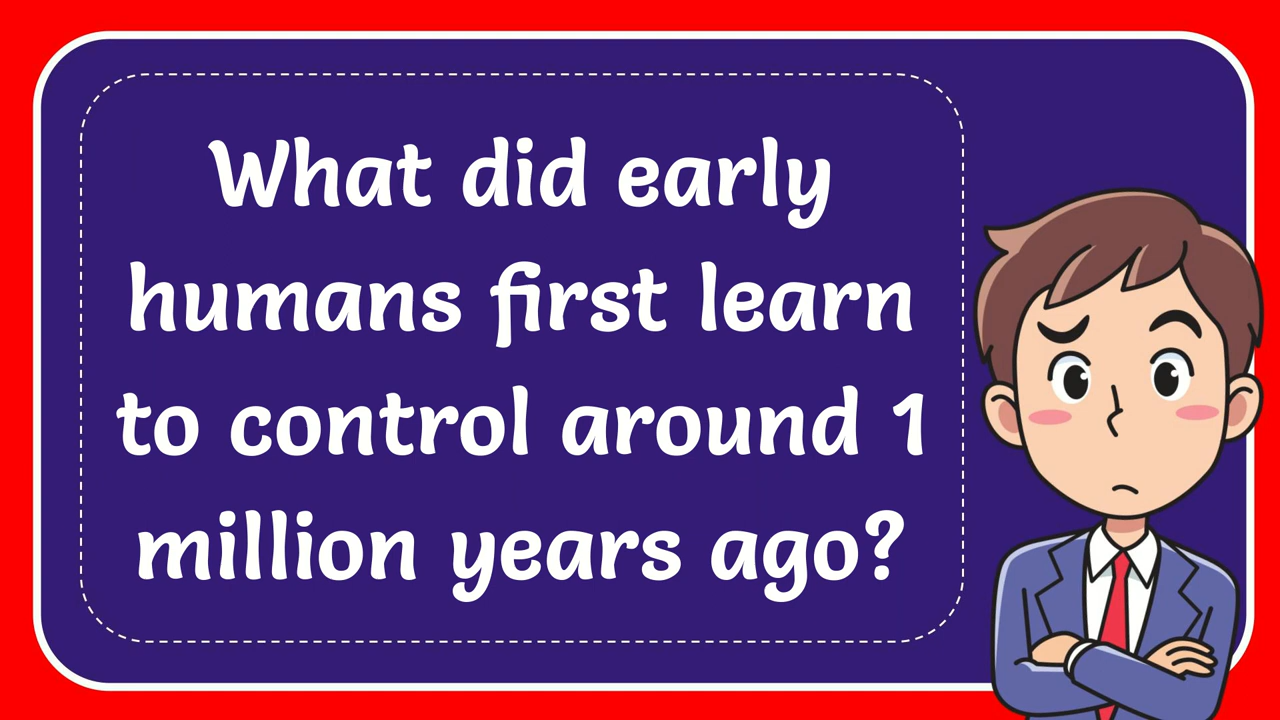 What did early
humans first learn
to control around 1
million years ago?